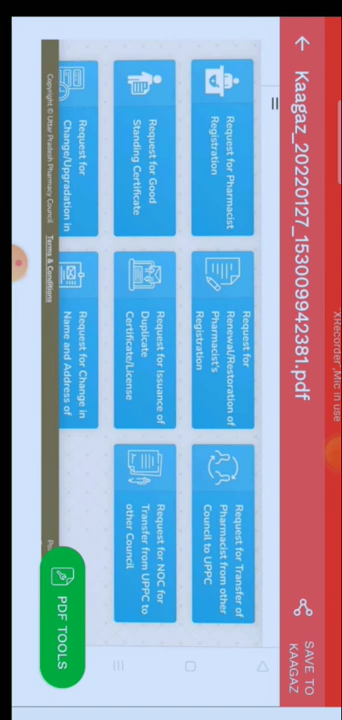 XRecorder ,Mic in use
Kaagaz_20220127_153009942381.pdf
SAVE TO
KAAGAZ
Request for Pharmacist
Registration
Request for
Renewal/Restoration of
Pharmacist's
Registration
Request for Transfer of
Pharmacist from other
Council to UPPC
Request for Good
Standing Certificate
Request for Issuance of
Duplicate
Certificate/License
Request for NOC for
Transfer from UPPC to
other Council
Request for
Change/Upgradation in
Request for Change in
Name and Address of
Copyright © Uttar Pradesh Pharmacy Council
Terms & Conditions
PDF TOOLS